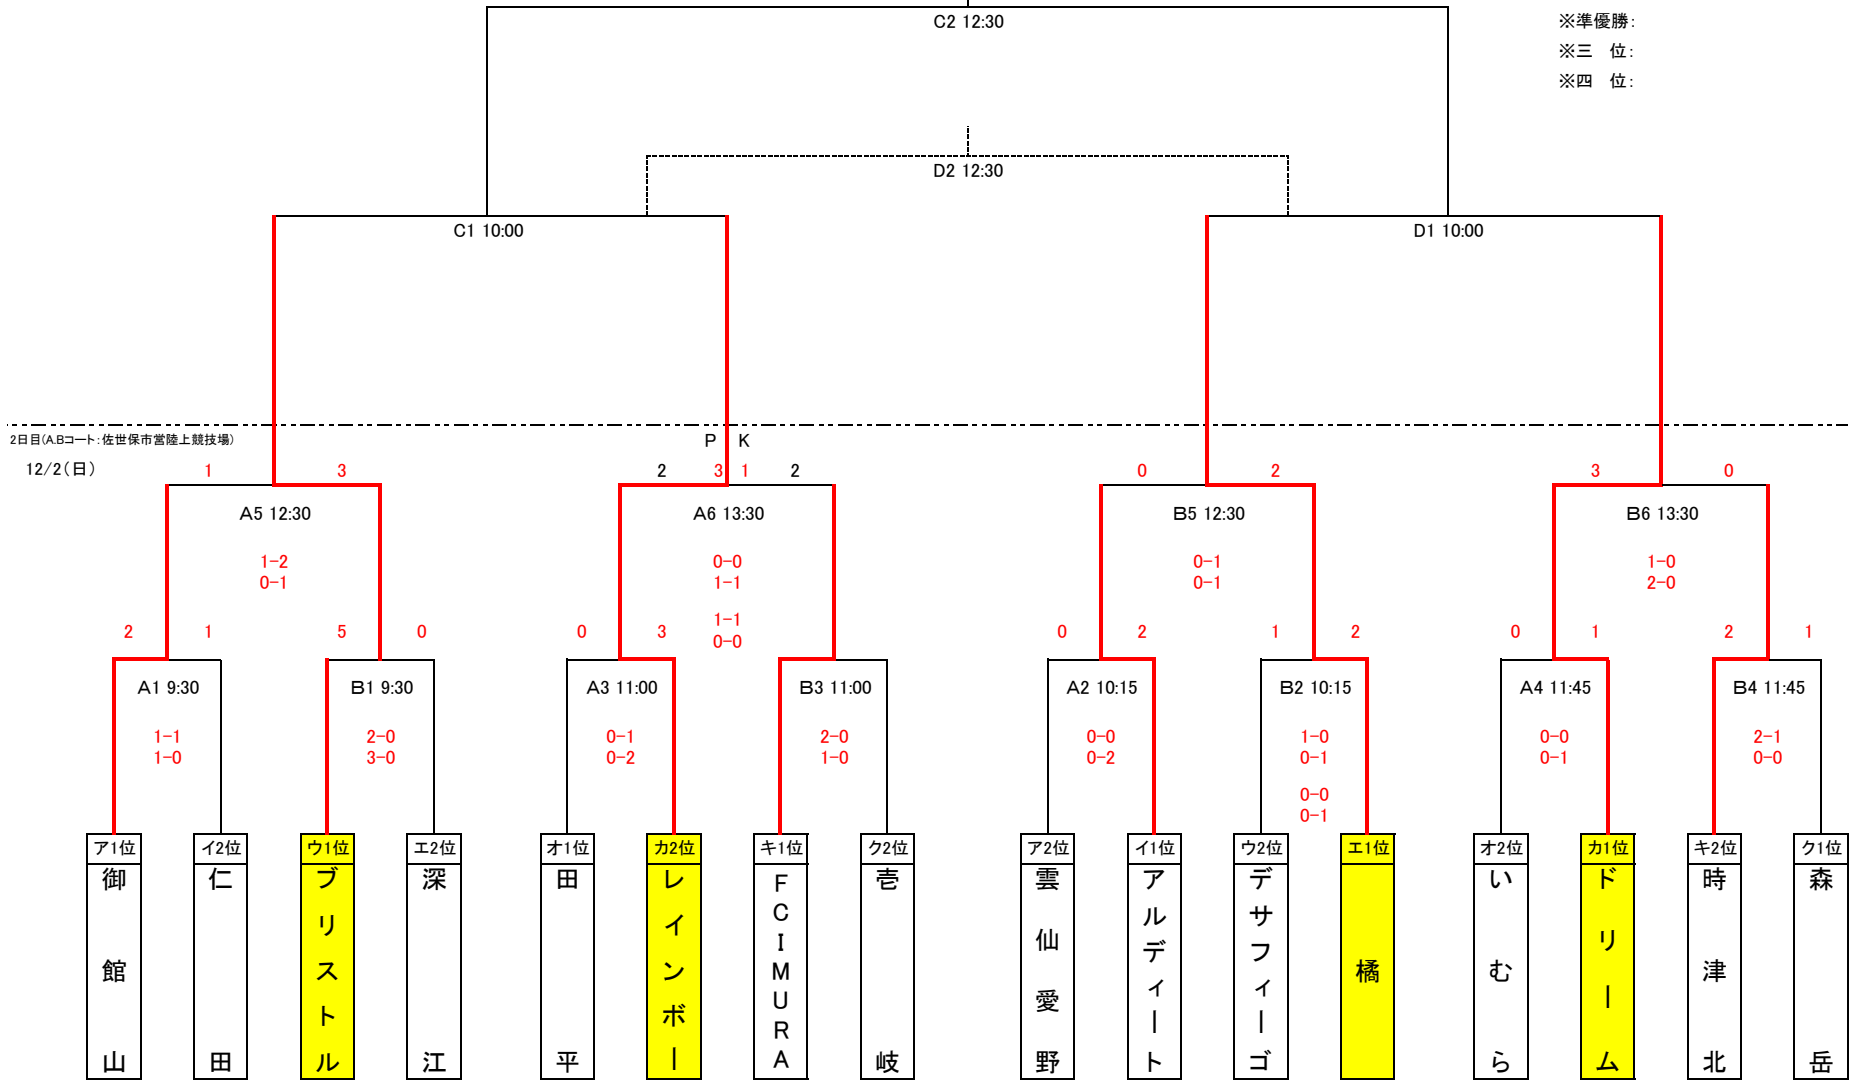 C2 12:30
※準優勝：
※三　位：
※四　位：
D2 12:30
C1 10:00
D1 10:00
2日目(A.Bコート：佐世保市営陸上競技場)
12/2(日)
P K
1 3
2 3 1 2
0 2
3 0
A5 12:30
A6 13:30
B5 12:30
B6 13:30
1-2
0-1
0-0
1-1
1-1
0-0
0-1
0-1
1-0
2-0
2 1
5 0
0 3
0 2
1 2
0 1
2 1
A1 9:30
B1 9:30
A3 11:00
B3 11:00
A2 10:15
B2 10:15
A4 11:45
B4 11:45
1-1
1-0
2-0
3-0
0-1
0-2
2-0
1-0
0-0
0-2
1-0
0-1
0-0
0-1
0-0
0-1
2-1
0-0
ア1位
御館山
イ2位
仁田
ウ1位
ブリストル
エ2位
深江
オ1位
田平
カ2位
レインボー
キ1位
FCIMURA
ク2位
壱岐
ア2位
雲仙愛野
イ1位
アルディート
ウ2位
デサフィーゴ
エ1位
橘
オ2位
いむら
カ1位
ドリーム
キ2位
時津北
ク1位
森岳